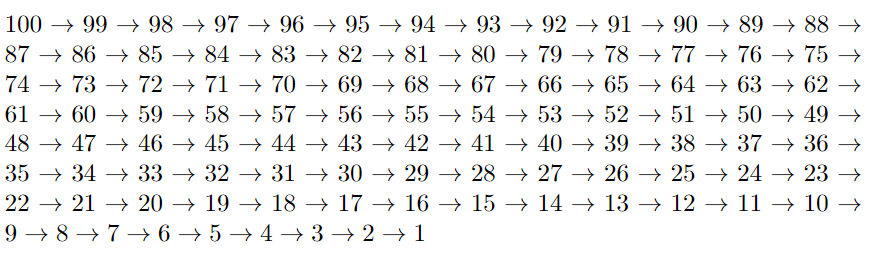 100 → 99 → 98 → 97 → 96 → 95 → 94 → 93 → 92 → 91 → 90 → 89 → 88 →
87 → 86 → 85 → 84 → 83 → 82 → 81 → 80 → 79 → 78 → 77 → 76 → 75 →
74 → 73 → 72 → 71 → 70 → 69 → 68 → 67 → 66 → 65 → 64 → 63 → 62 →
61 → 60 → 59 → 58 → 57 → 56 → 55 → 54 → 53 → 52 → 51 → 50 → 49 →
48 → 47 → 46 → 45 → 44 → 43 → 42 → 41 → 40 → 39 → 38 → 37 → 36 →
35 → 34 → 33 → 32 → 31 → 30 → 29 → 28 → 27 → 26 → 25 → 24 → 23 →
22 → 21 → 20 → 19 → 18 → 17 → 16 → 15 → 14 → 13 → 12 → 11 → 10 →
9 → 8 → 7 → 6 → 5 → 4 → 3 → 2 → 1